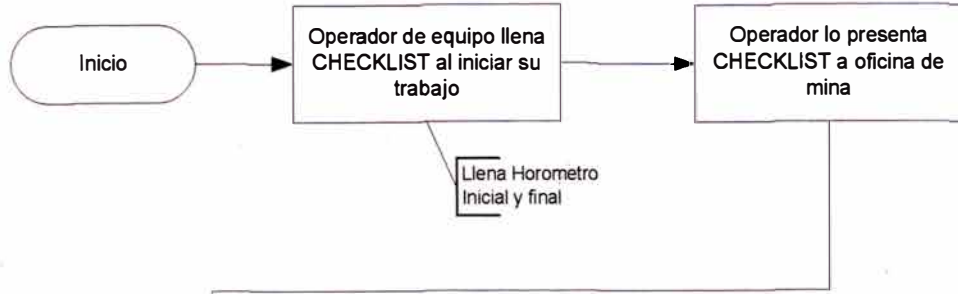 Inicio
Operador de equipo llena
CHECKLIST al iniciar su
trabajo
Operador lo presenta
CHECKLIST a oficina de
mina
Llena Horometro
Inicial y final